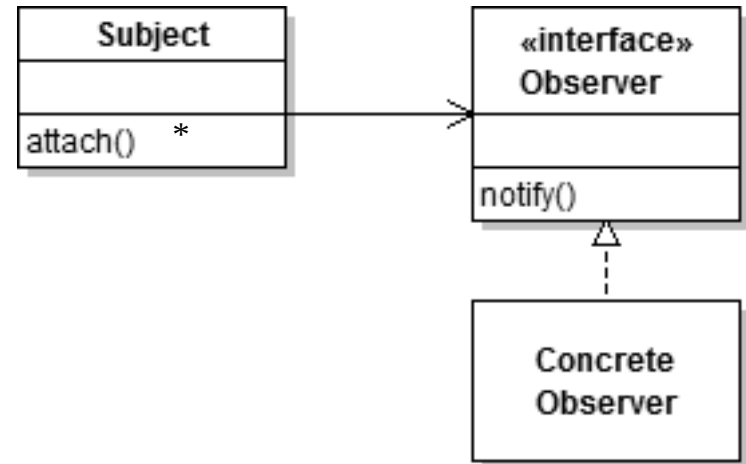 Subject
attach() *
«interface»
Observer
notify()
Concrete
Observer